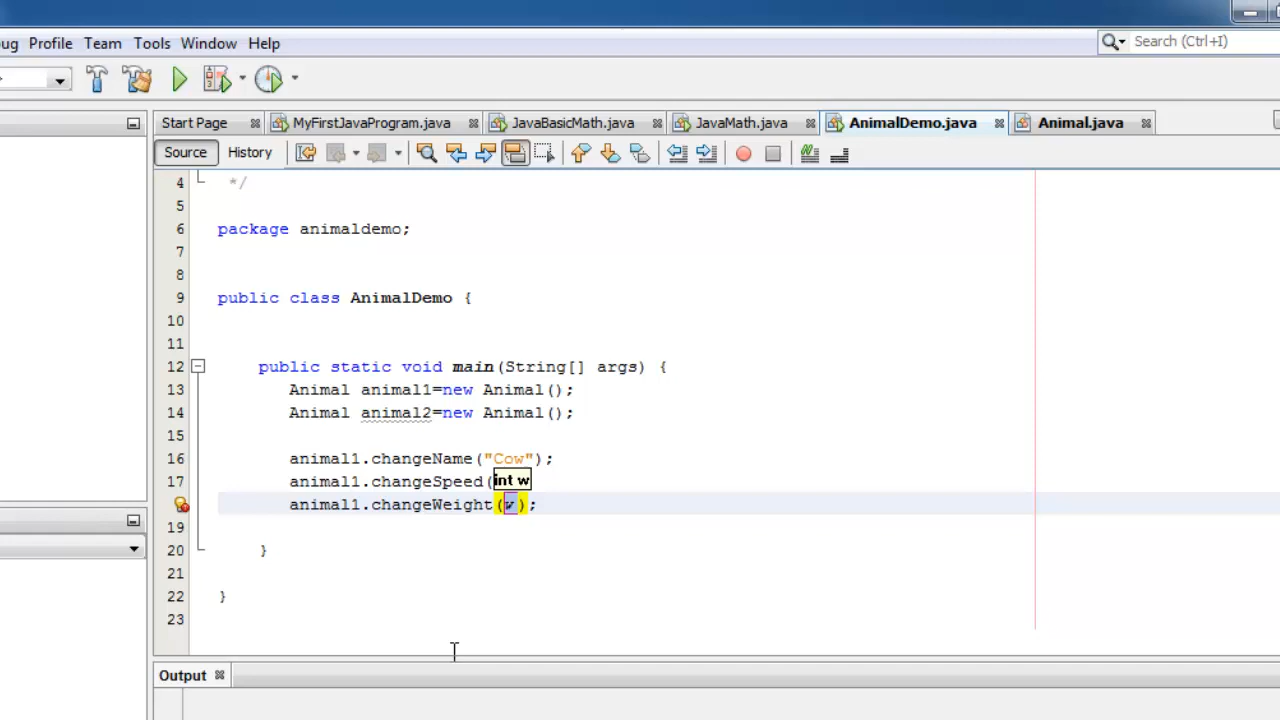 ug Profile Team Tools Window Help
Search (Ctrl+I)
Start Page MyFirstJavaProgram.java JavaBasicMath.java JavaMath.java AnimalDemo.java Animal.java
Source History
4 */
5
6 package animaldemo;
7
8
9 public class AnimalDemo {
10
11
12 public static void main(String[] args) {
13 Animal animal1=new Animal();
14 Animal animal2=new Animal();
15
16 animal1.changeName("Cow");
int w
17 animal1.changeSpeed(
animal1.changeWeight(w);
19
20 }
21
22 }
23
Output